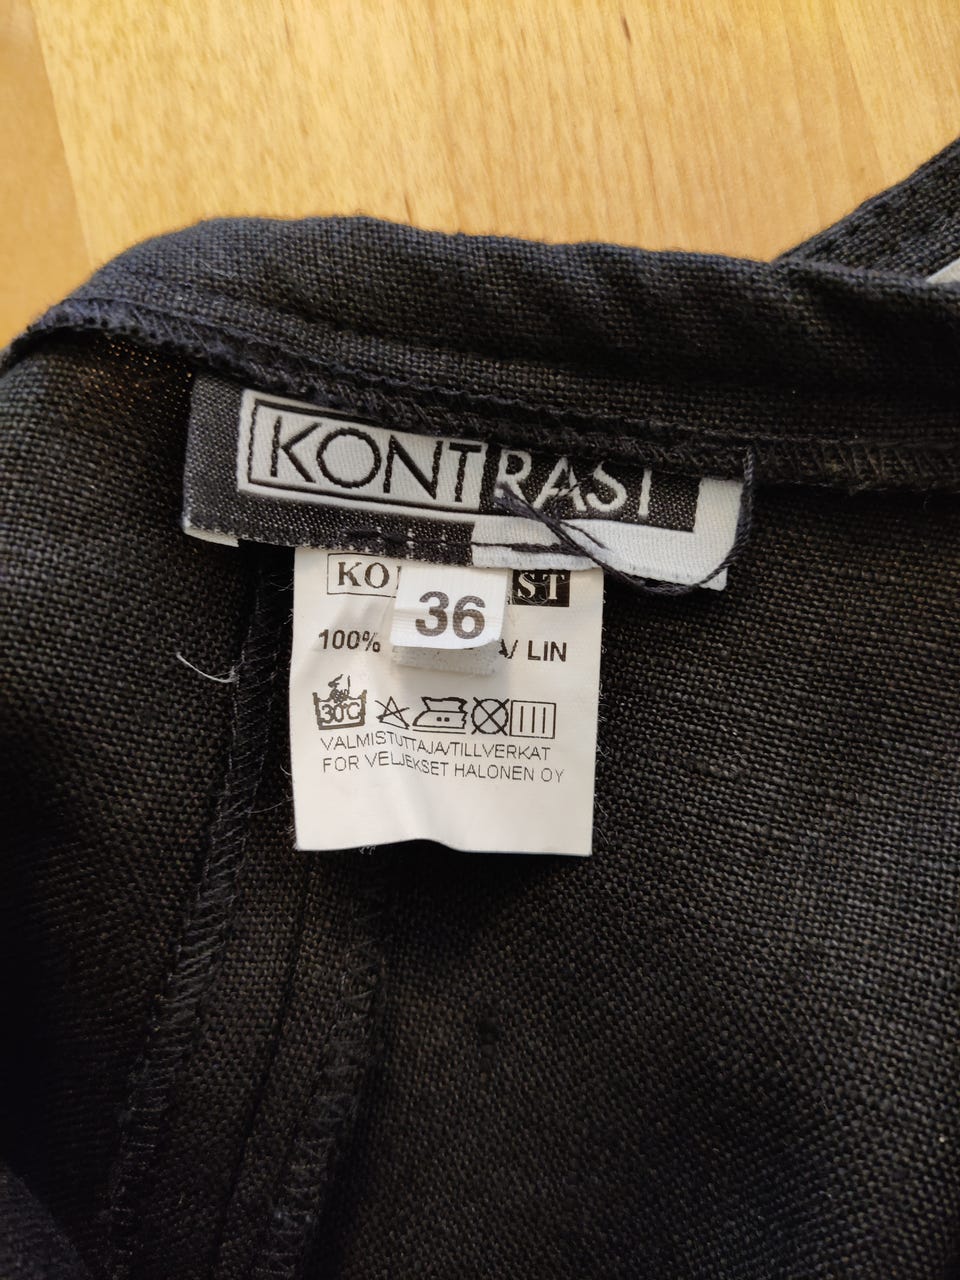 KONTRAST
KO ST
36
100% A/ LIN
30°C
VALMISTUTTAJA/TILLVERKAT
FOR VELJEKSET HALONEN OY